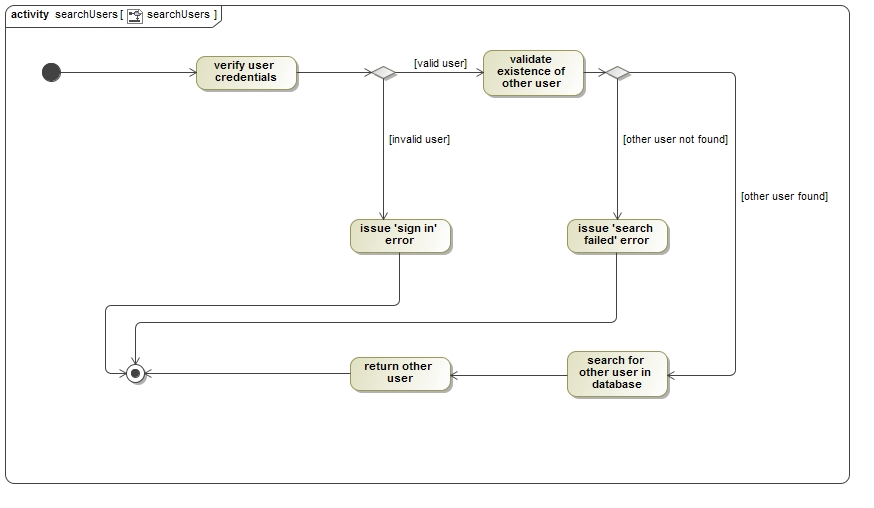 activity searchUsers [ searchUsers ]
verify user
credentials
[valid user]
validate
existence of
other user
[invalid user]
[other user not found]
[other user found]
issue 'sign in'
error
issue 'search
failed' error
return other
user
search for
other user in
database